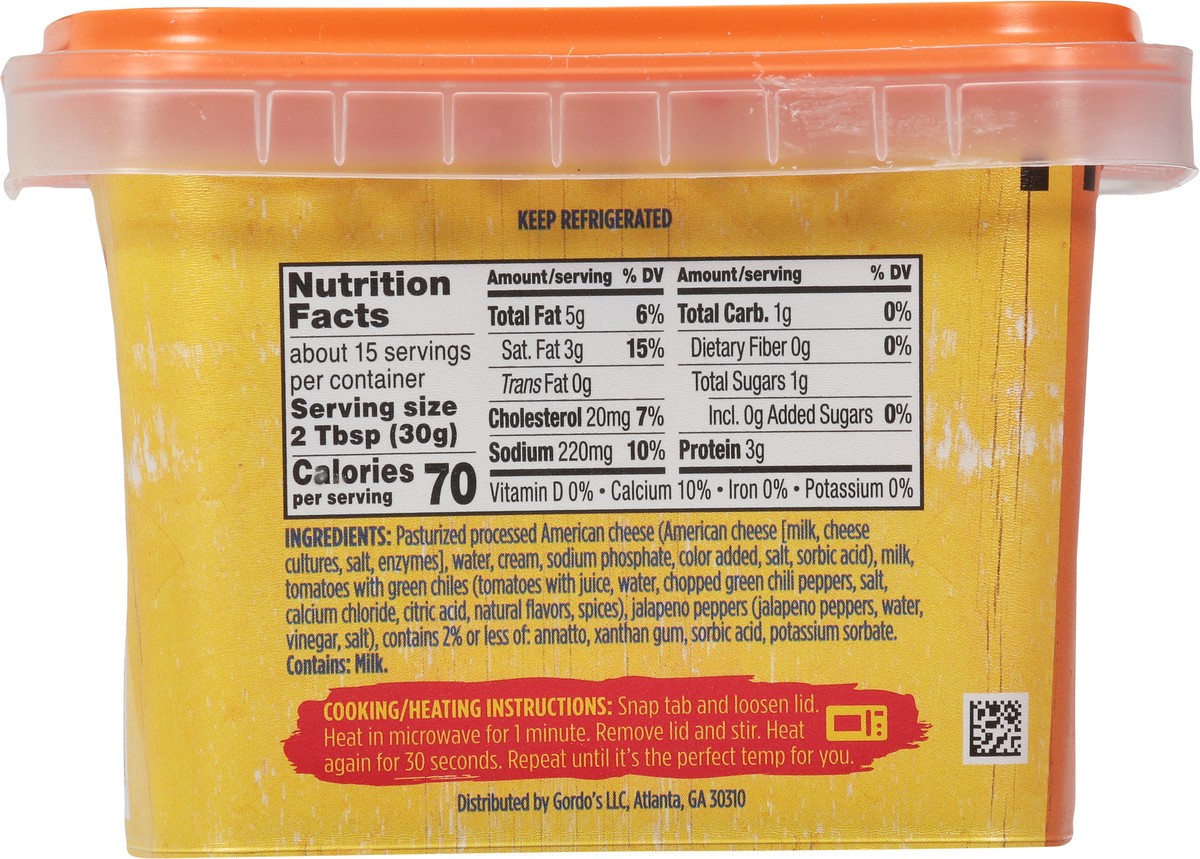 KEEP REFRIGERATED
Nutrition
Facts
about 15 servings
per container
Serving size
2 Tbsp (30g)
Calories 70
per serving
Amount/serving % DV
Total Fat 5g 6%
Sat. Fat 3g 15%
Trans Fat 0g
Cholesterol 20mg 7%
Sodium 220mg 10%
Amount/serving % DV
Total Carb. 1g 0%
Dietary Fiber 0g 0%
Total Sugars 1g
Incl. 0g Added Sugars 0%
Protein 3g
Vitamin D 0% • Calcium 10% • Iron 0% • Potassium 0%
INGREDIENTS: Pasturized processed American cheese (American cheese [milk, cheese
cultures, salt, enzymes], water, cream, sodium phosphate, color added, salt, sorbic acid), milk,
tomatoes with green chiles (tomatoes with juice, water, chopped green chili peppers, salt,
calcium chloride, citric acid, natural flavors, spices), jalapeno peppers (jalapeno peppers, water,
vinegar, salt), contains 2% or less of: annatto, xanthan gum, sorbic acid, potassium sorbate.
Contains: Milk.
COOKING/HEATING INSTRUCTIONS: Snap tab and loosen lid.
Heat in microwave for 1 minute. Remove lid and stir. Heat
again for 30 seconds. Repeat until it's the perfect temp for you.
Distributed by Gordo's LLC, Atlanta, GA 30310